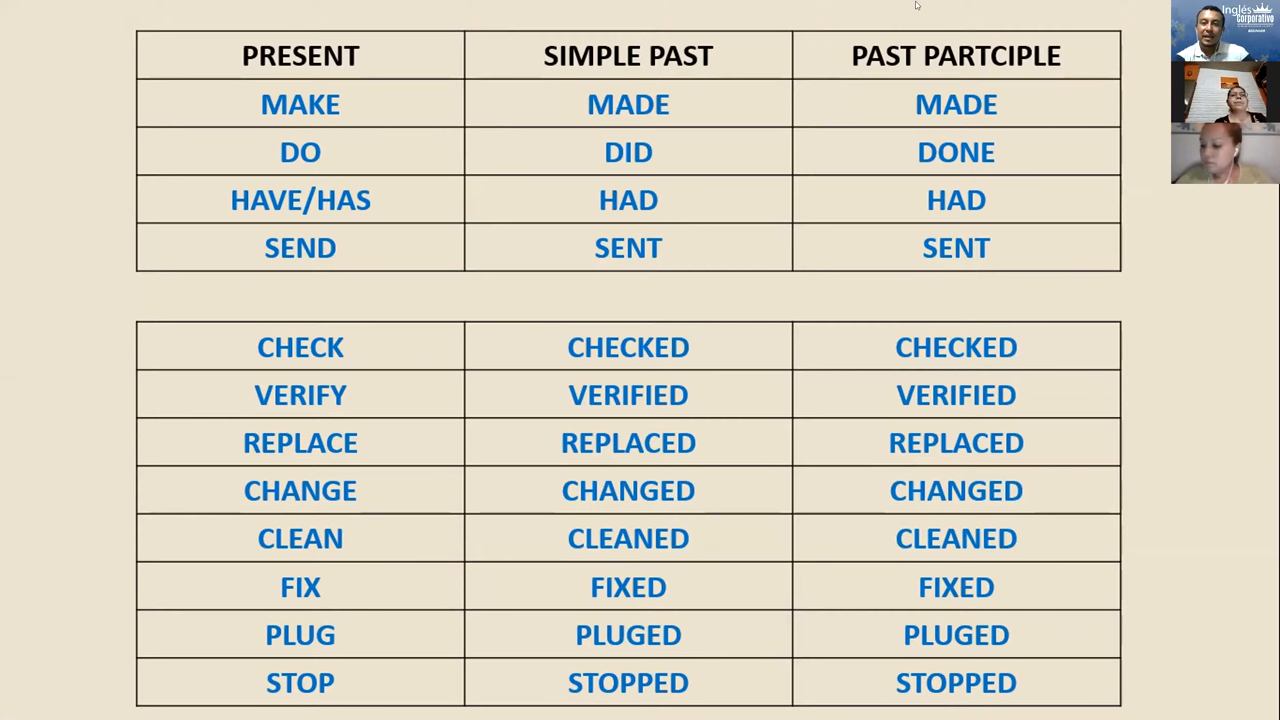 PRESENT SIMPLE PAST PAST PARTCIPLE
MAKE MADE MADE
DO DID DONE
HAVE/HAS HAD HAD
SEND SENT SENT
CHECK CHECKED CHECKED
VERIFY VERIFIED VERIFIED
REPLACE REPLACED REPLACED
CHANGE CHANGED CHANGED
CLEAN CLEANED CLEANED
FIX FIXED FIXED
PLUG PLUGED PLUGED
STOP STOPPED STOPPED
Inglés
Corporativo